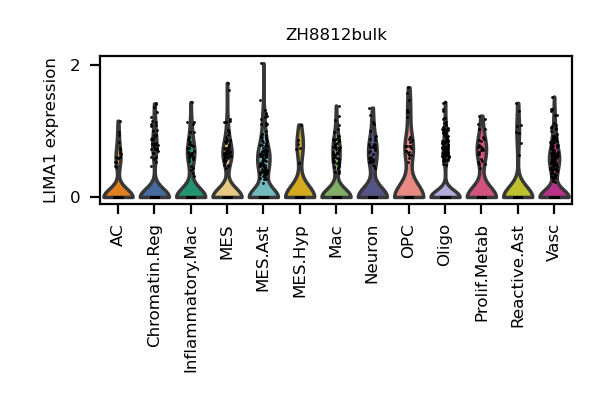 ZH8812bulk
LIMA1 expression
2
0
AC
Chromatin.Reg
Inflammatory.Mac
MES
MES.Ast
MES.Hyp
Mac
Neuron
OPC
Oligo
Prolif.Metab
Reactive.Ast
Vasc